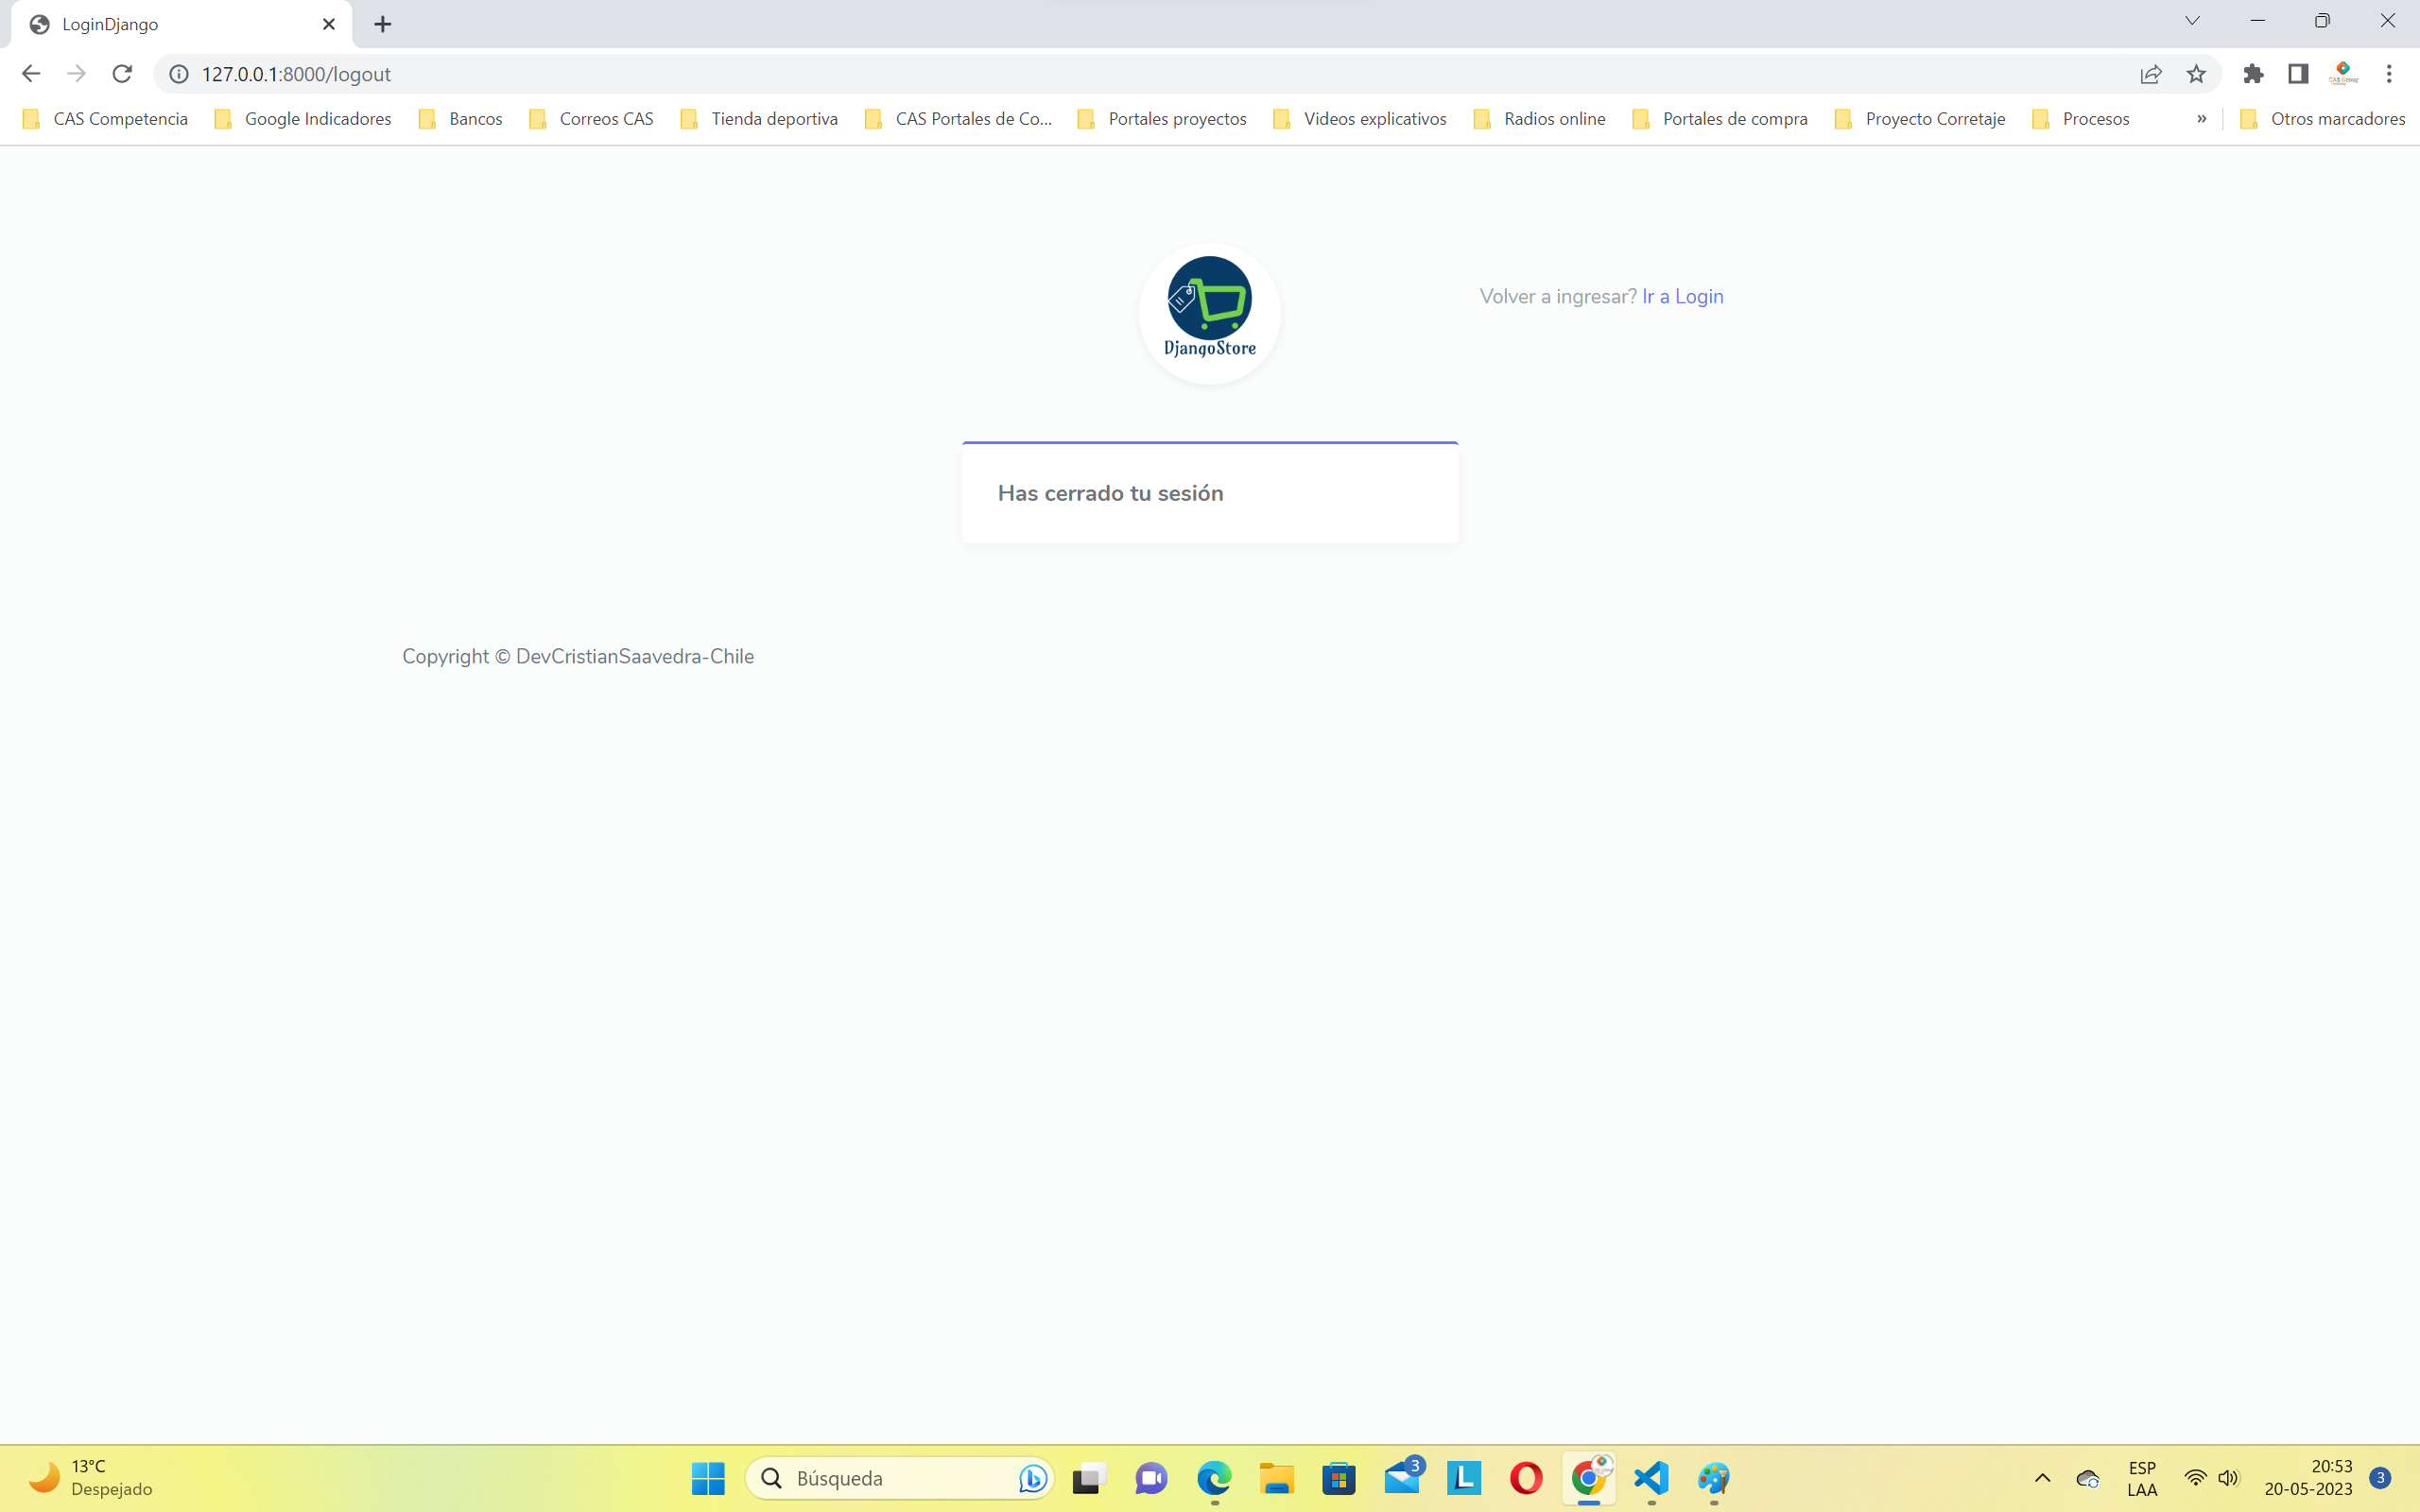 LoginDjango
127.0.0.1:8000/logout
CAS Competencia Google Indicadores Bancos Correos CAS Tienda deportiva CAS Portales de Co... Portales proyectos Videos explicativos Radios online Portales de compra Proyecto Corretaje Procesos » Otros marcadores
DjangoStore
Volver a ingresar? Ir a Login
Has cerrado tu sesión
Copyright © DevCristianSaavedra-Chile
13°C
Despejado
Búsqueda
3
ESP
LAA
20:53
20-05-2023
3